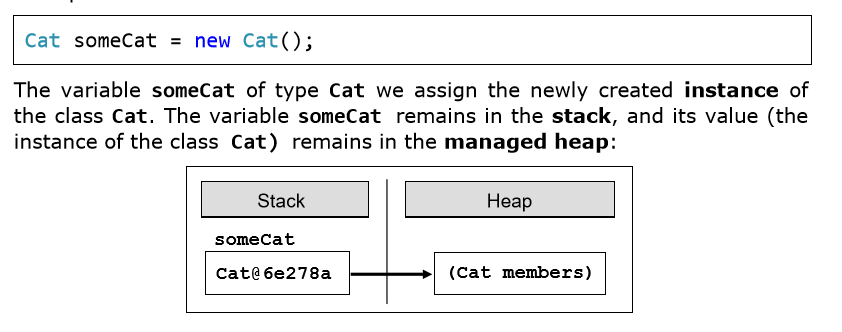 Cat someCat = new Cat();
The variable someCat of type Cat we assign the newly created instance of
the class Cat. The variable someCat remains in the stack, and its value (the
instance of the class Cat) remains in the managed heap:
Stack
Heap
someCat
Cat@6e278a
(Cat members)